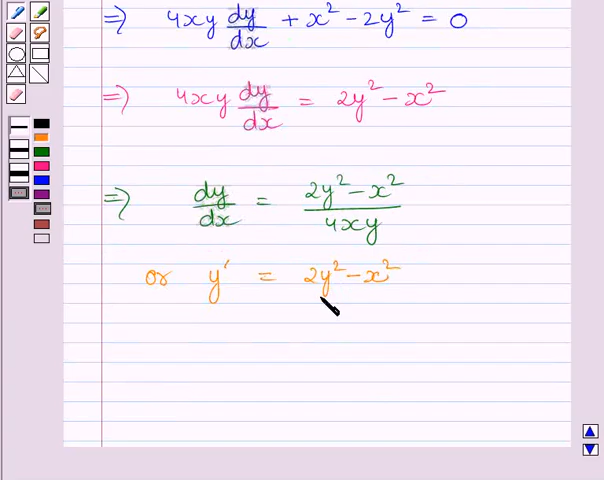 ⇒ 4xy dy/dx + x² - 2y² = 0
⇒ 4xy dy/dx = 2y² - x²
⇒ dy/dx = 2y² - x² / 4xy
or y' = 2y² - x²